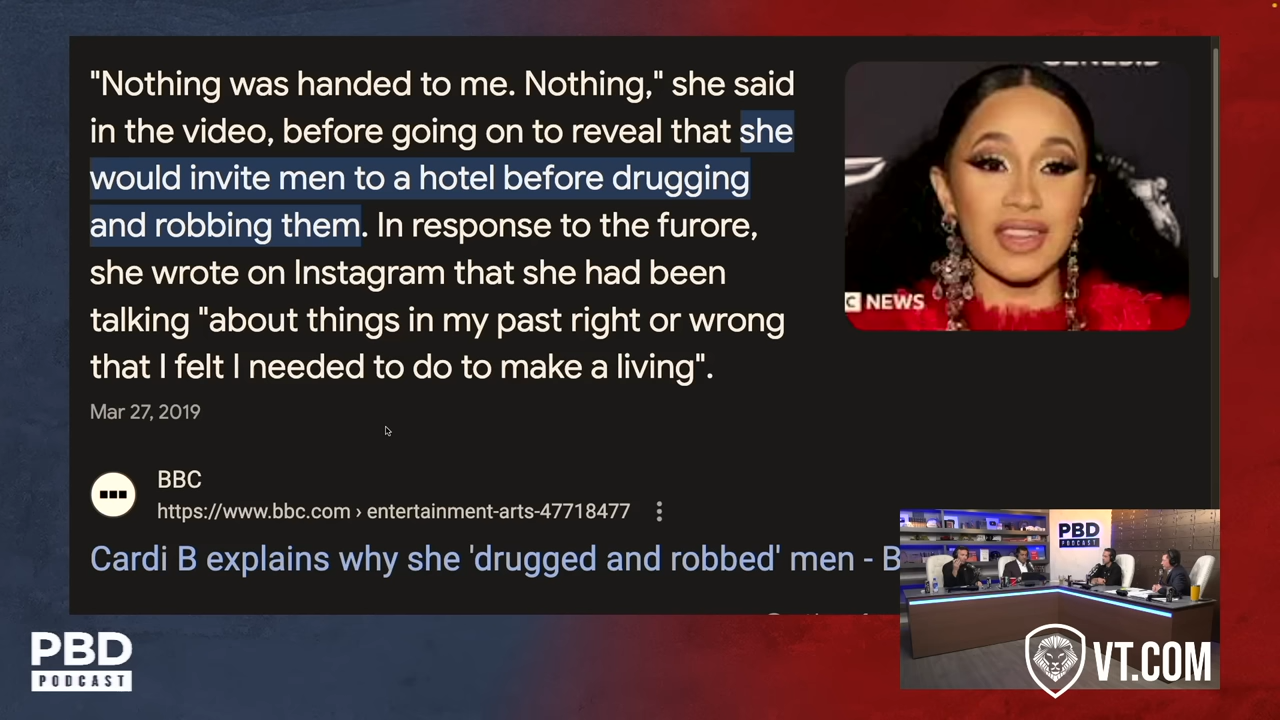 "Nothing was handed to me. Nothing," she said
in the video, before going on to reveal that she
would invite men to a hotel before drugging
and robbing them. In response to the furore,
she wrote on Instagram that she had been
talking "about things in my past right or wrong
that I felt I needed to do to make a living".
Mar 27, 2019
C NEWS
BBC
https://www.bbc.com › entertainment-arts-47718477
Cardi B explains why she 'drugged and robbed' men - B
PBD
PODCAST
PBD
PODCAST
VT.COM